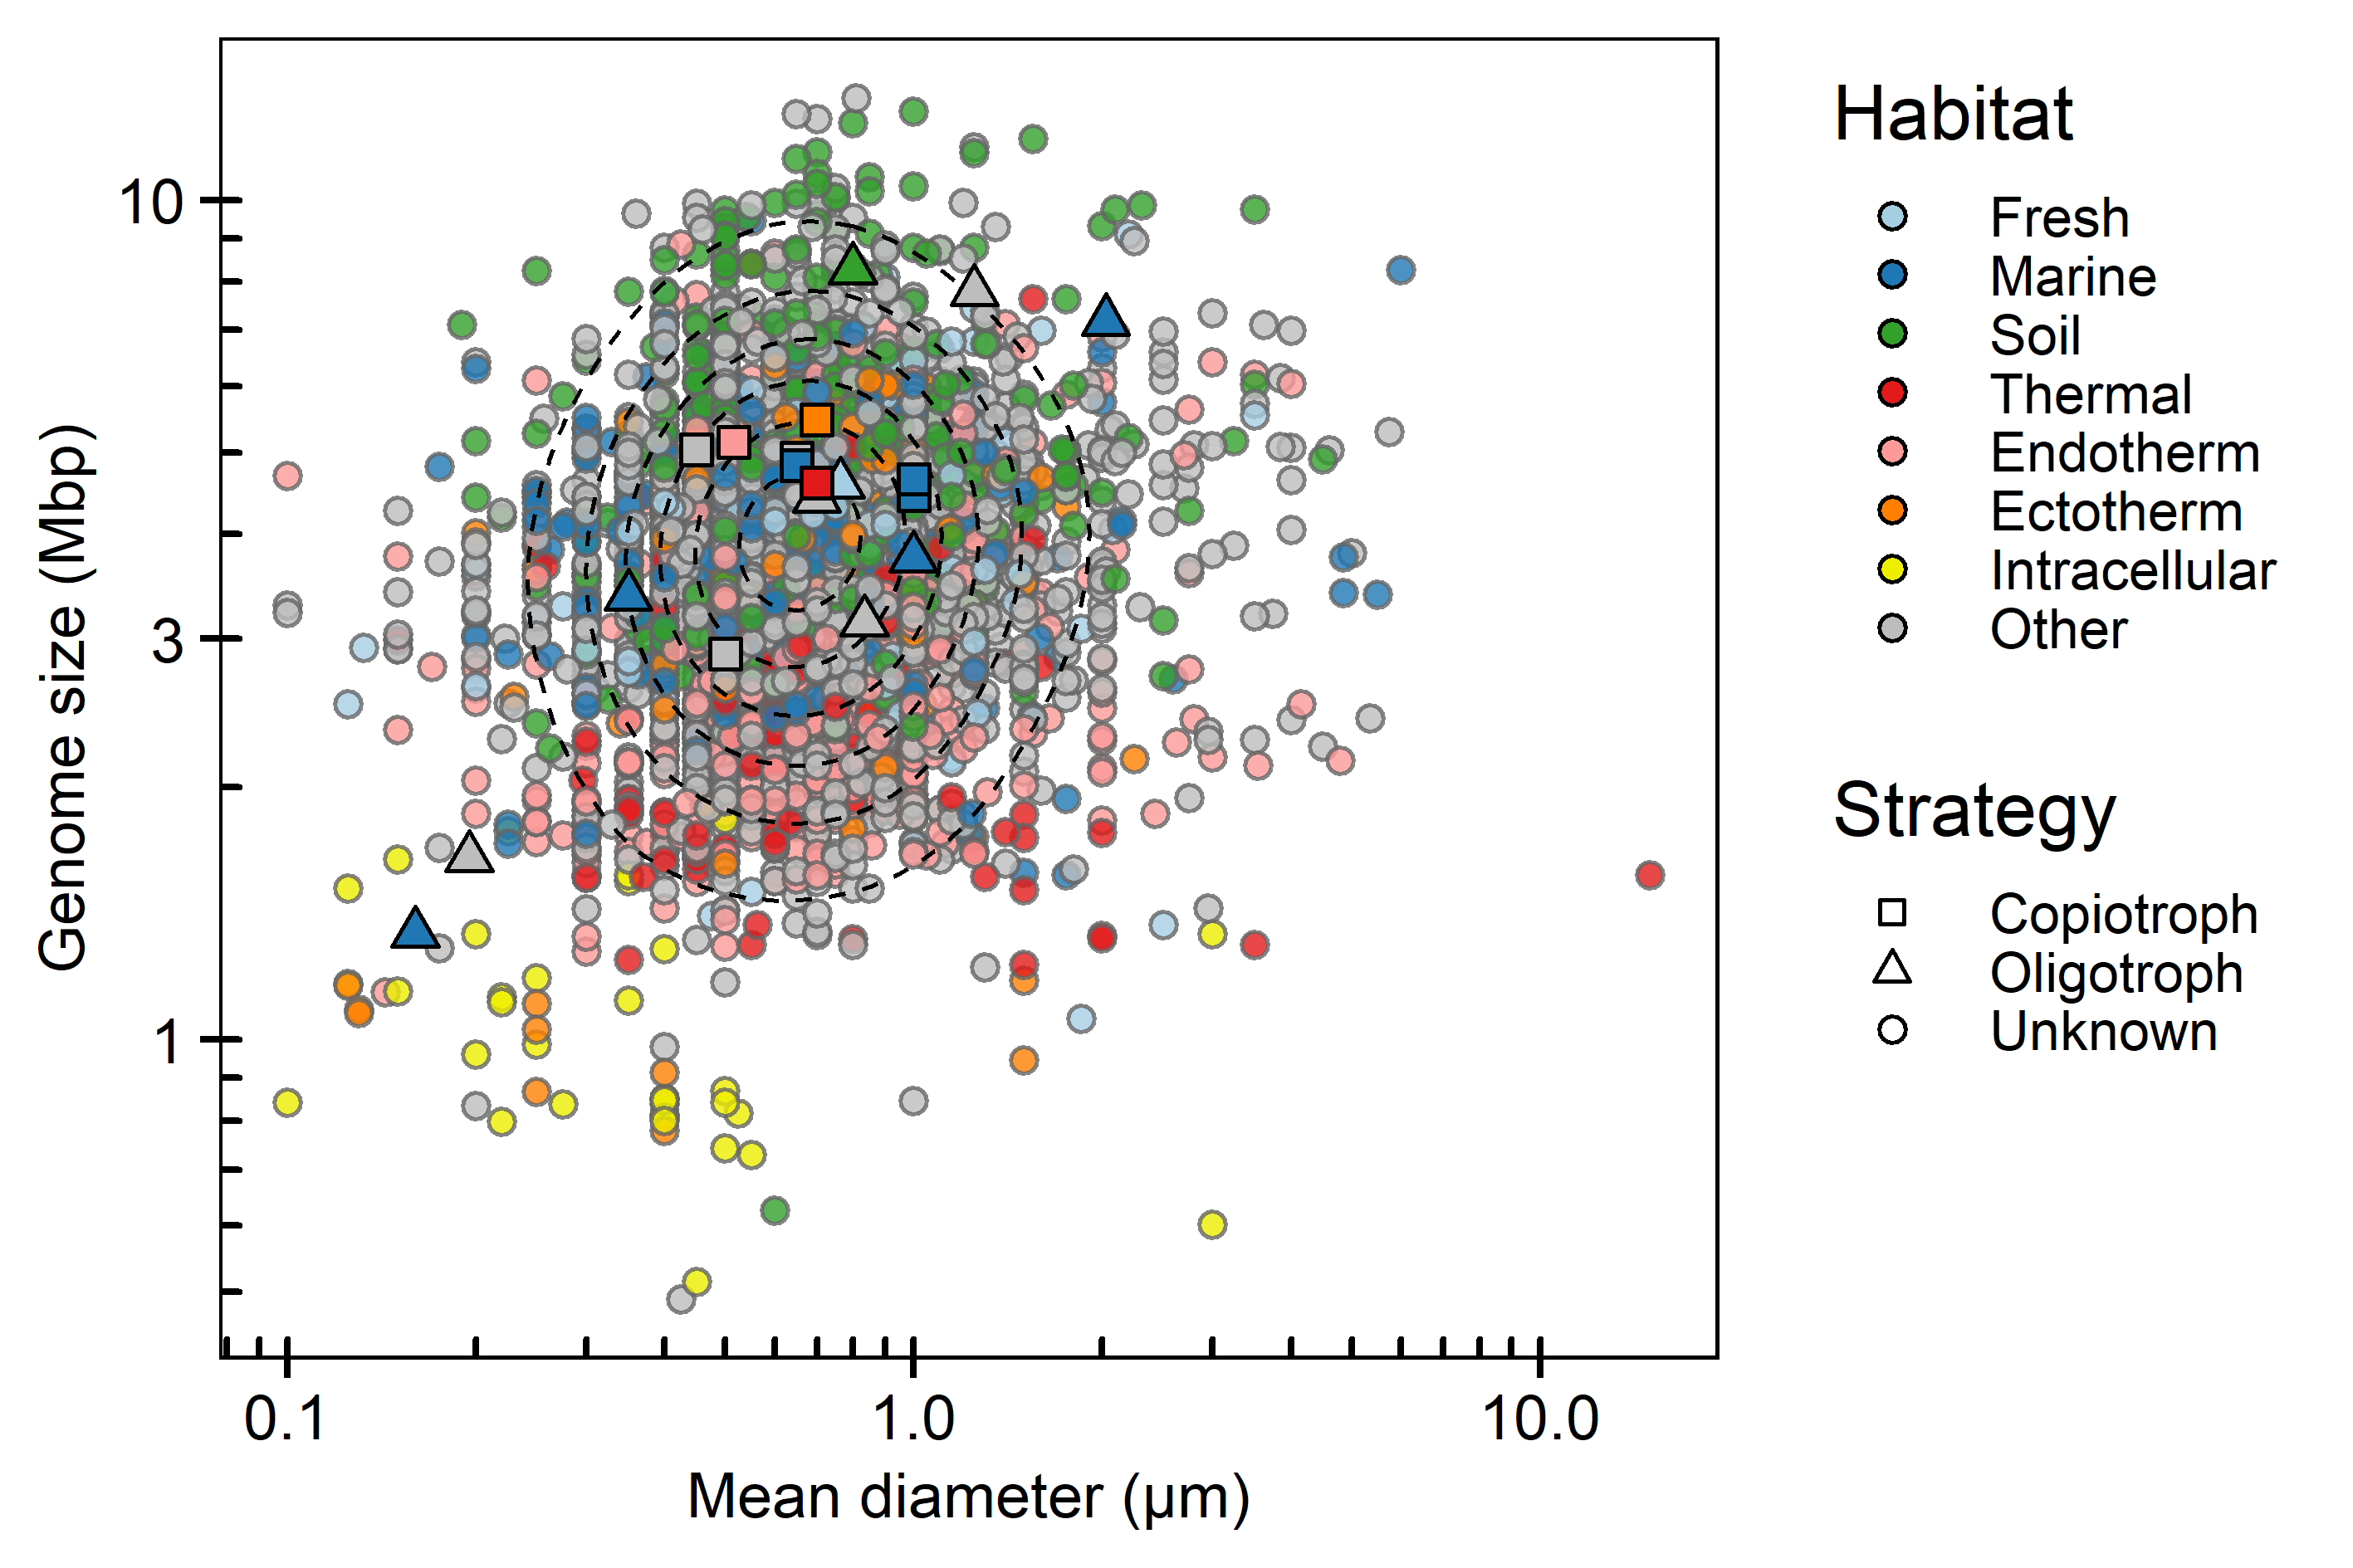 Genome size (Mbp)
10
3
1
0.1
1.0
10.0
Mean diameter (μm)
Habitat
Fresh
Marine
Soil
Thermal
Endotherm
Ectotherm
Intracellular
Other
Strategy
Copiotroph
Oligotroph
Unknown